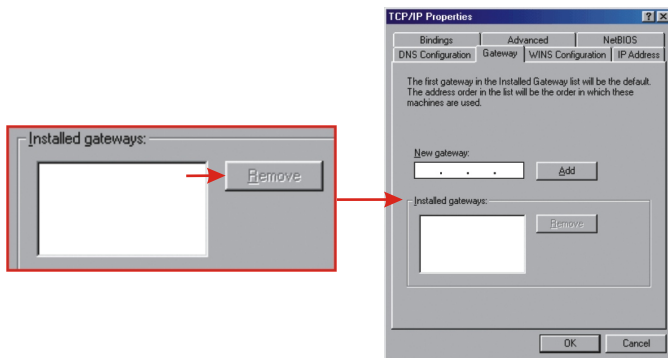 TCP/IP Properties
Bindings Advanced NetBIOS
DNS Configuration Gateway WINS Configuration IP Address
The first gateway in the Installed Gateway list will be the default.
The address order in the list will be the order in which these
machines are used.
New gateway:
. . .
Add
Installed gateways:
Remove
OK Cancel
Installed gateways:
Remove